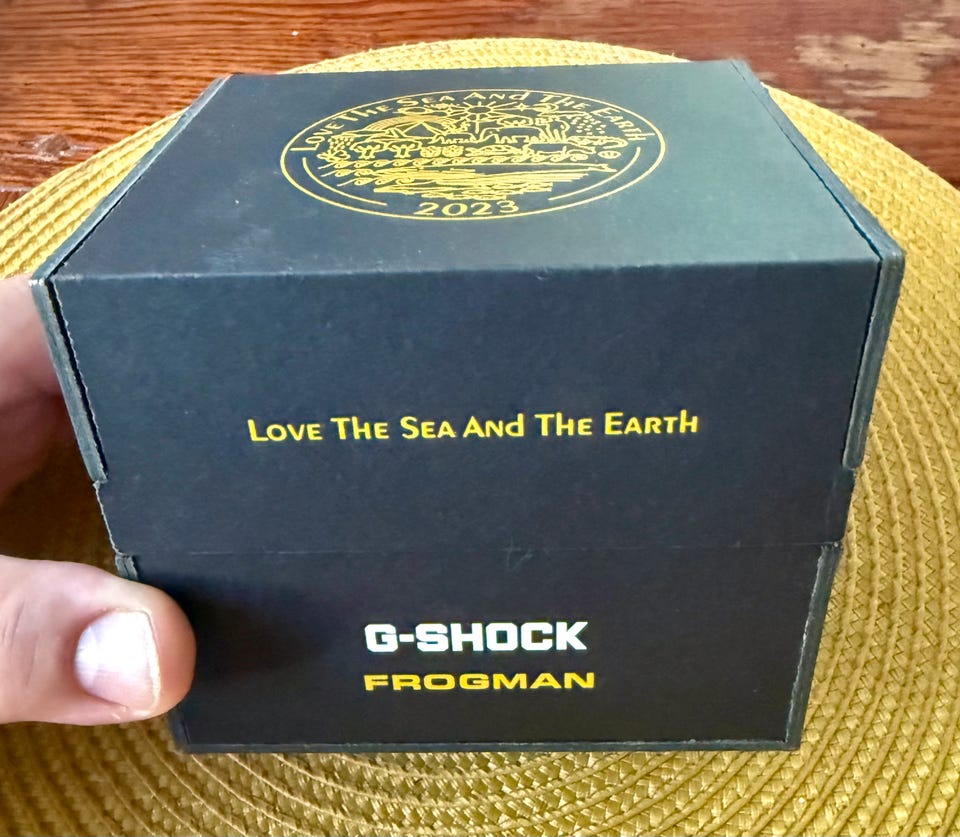 Love The Sea And The Earth
2023
Love The Sea And The Earth
G-SHOCK
FROGMAN